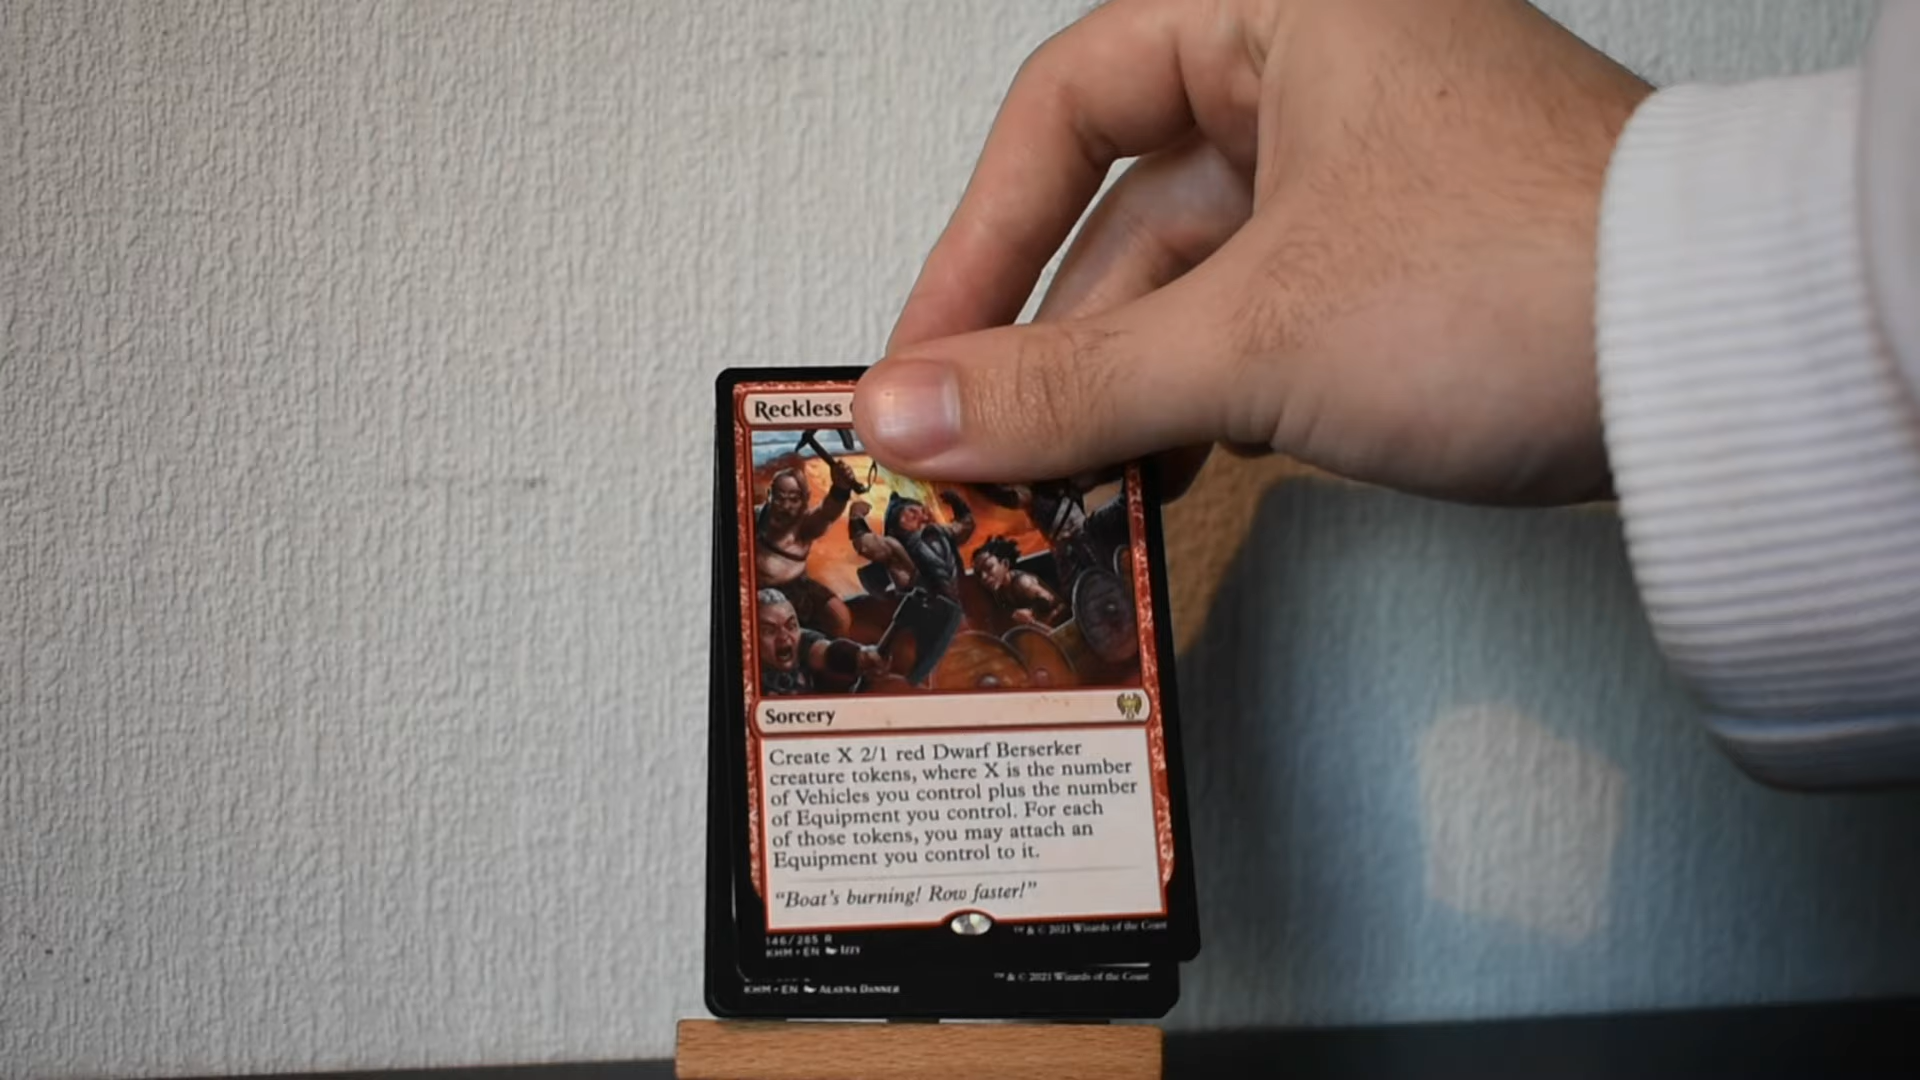 Reckless
Sorcery
Create X 2/1 red Dwarf Berserker
creature tokens, where X is the number
of Vehicles you control plus the number
of Equipment you control. For each
of those tokens, you may attach an
Equipment you control to it.
"Boat's burning! Row faster!"
146/285 R
KHM • EN Izzy
™ & © 2021 Wizards of the Coast
KHM • EN Alayna Danner
™ & © 2021 Wizards of the Coast